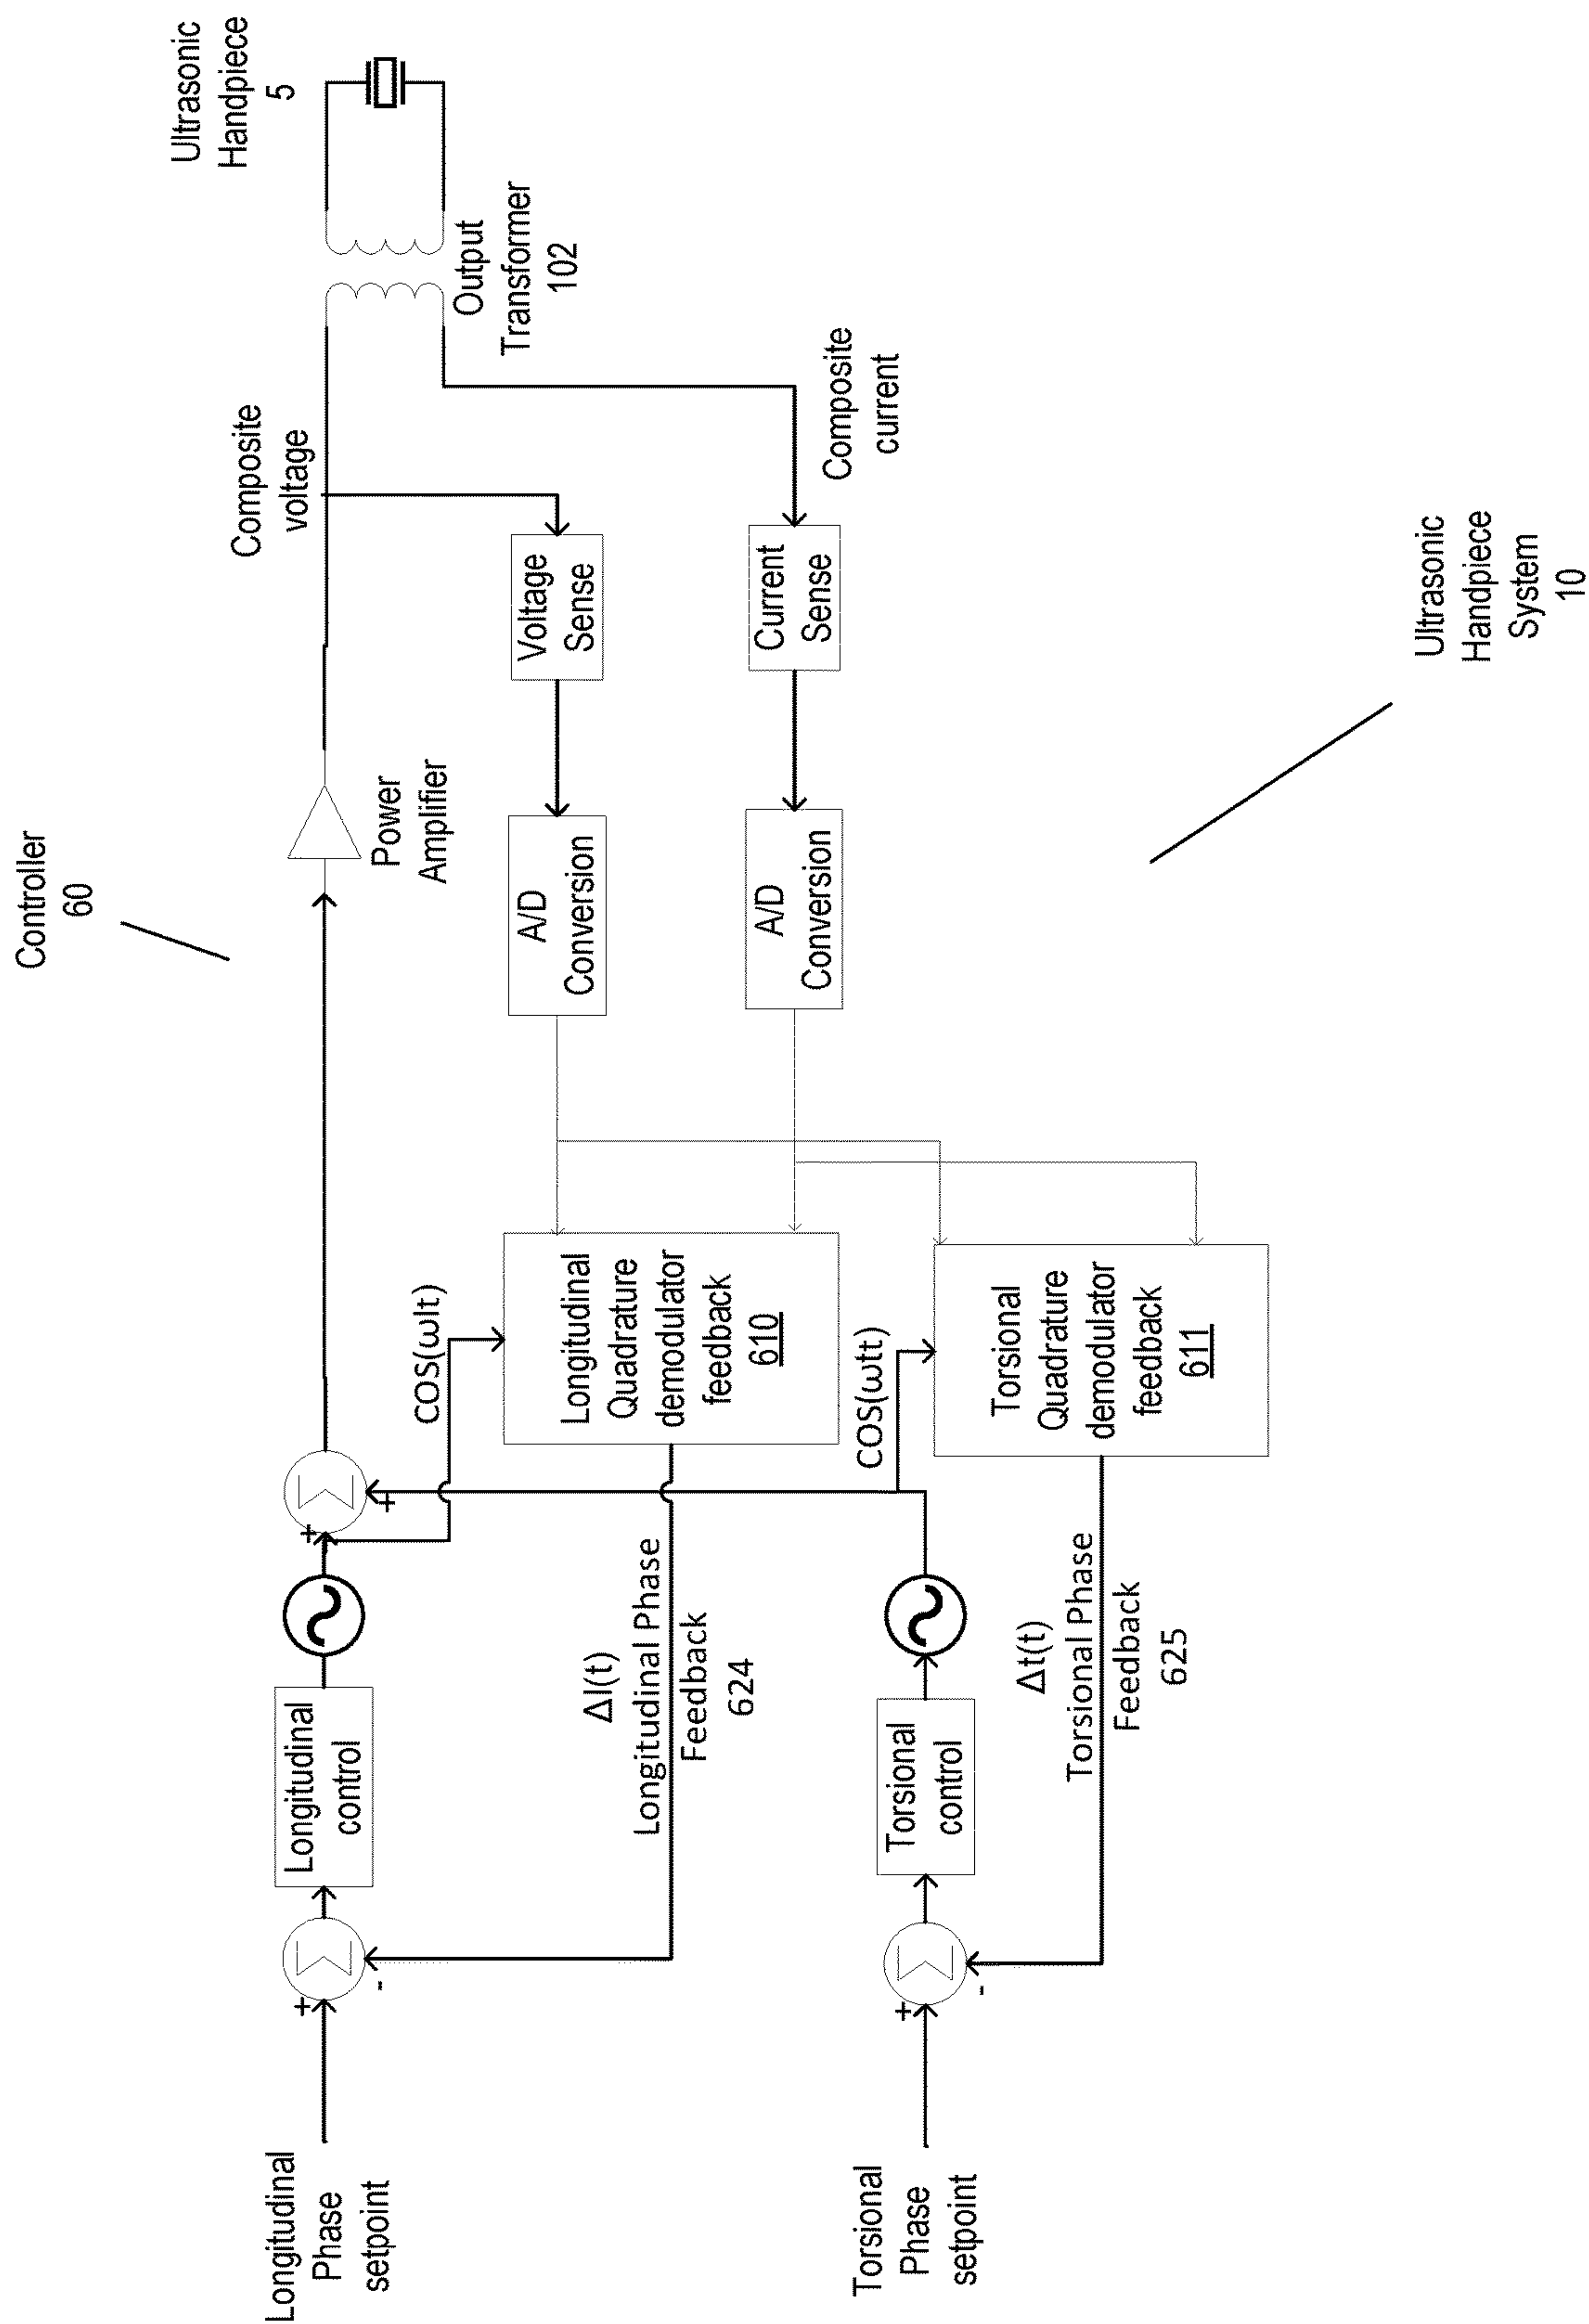 Controller
60
Ultrasonic
Handpiece
5
Composite
voltage
Power
Amplifier
Output
Transformer
102
Longitudinal
Phase
setpoint
+
-
Σ
Longitudinal
control
+
+
Σ
COS(ωlt)
Voltage
Sense
A/D
Conversion
Current
Sense
A/D
Conversion
Composite
current
Longitudinal
Quadrature
demodulator
feedback
610
Δl(t)
Longitudinal Phase
Feedback
624
Torsional
Phase
setpoint
+
-
Σ
Torsional
control
COS(ωtt)
Torsional
Quadrature
demodulator
feedback
611
Δt(t)
Torsional Phase
Feedback
625
Ultrasonic
Handpiece
System
10